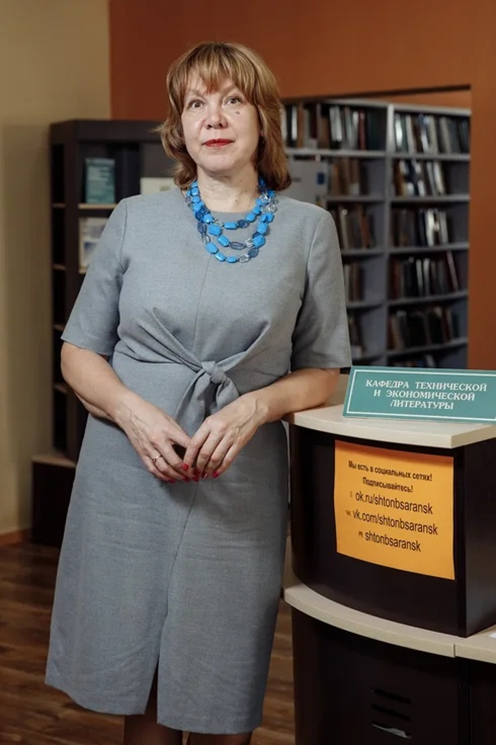 КАФЕДРА ТЕХНИЧЕСКОЙ
И ЭКОНОМИЧЕСКОЙ
ЛИТЕРАТУРЫ
Мы есть в социальных сетях!
Подписывайтесь!
ok.ru/shtonbsaransk
vk.com/shtonbsaransk
shtonbsaransk